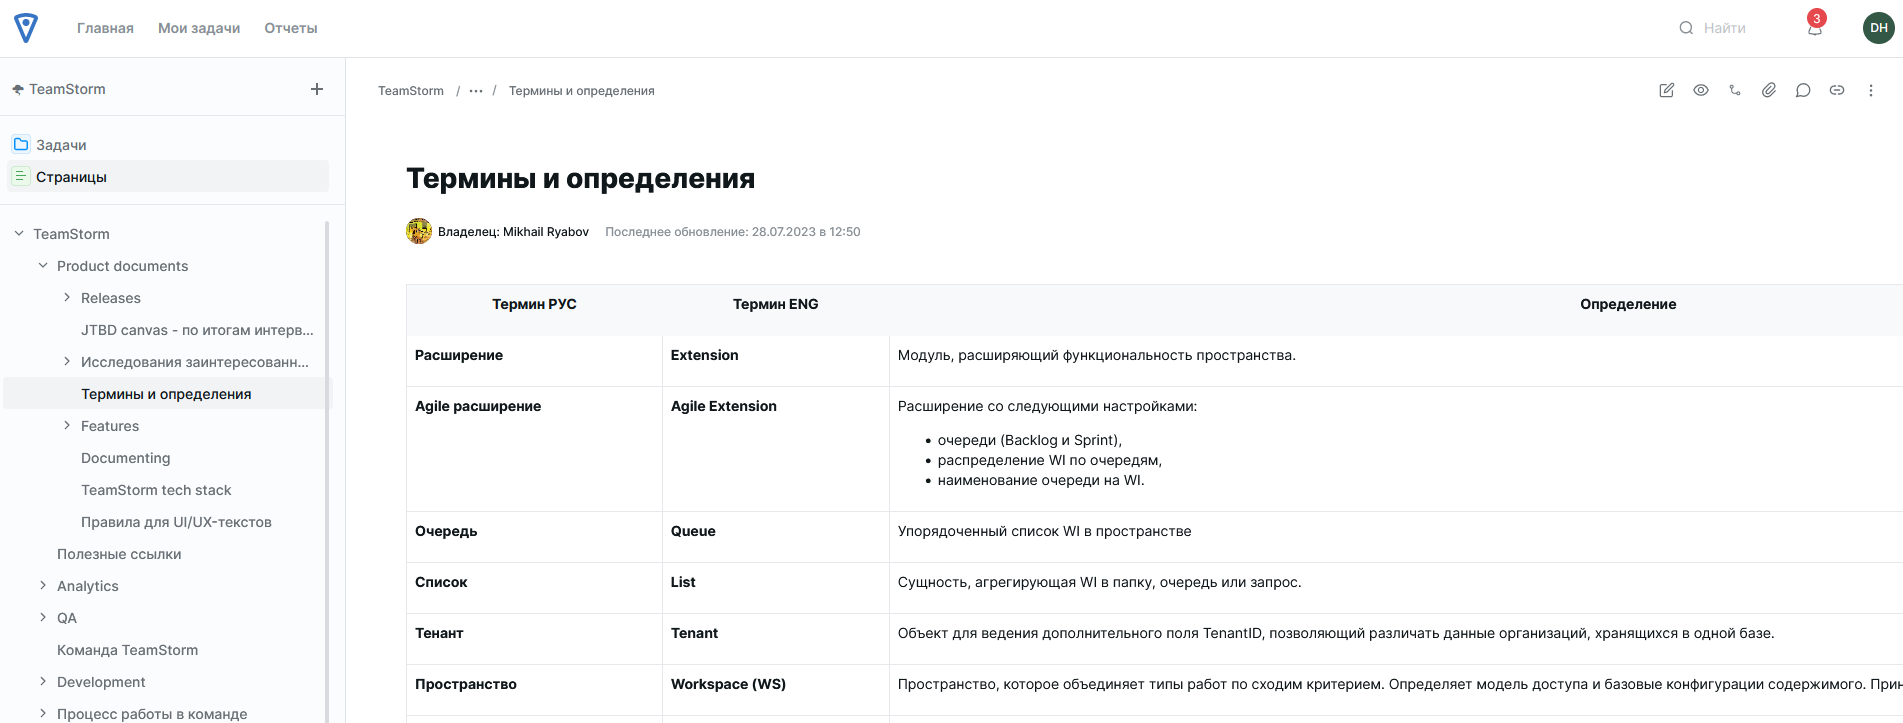 Главная Мои задачи Отчеты Найти 3 DH
TeamStorm
Задачи
Страницы
TeamStorm
Product documents
Releases
JTBD canvas - по итогам интерв...
Исследования заинтересованн...
Термины и определения
Features
Documenting
TeamStorm tech stack
Правила для UI/UX-текстов
Полезные ссылки
Analytics
QA
Команда TeamStorm
Development
Процесс работы в команде
TeamStorm / ... / Термины и определения
Термины и определения
Владелец: Mikhail Ryabov Последнее обновление: 28.07.2023 в 12:50
Термин РУС Термин ENG Определение
Расширение Extension Модуль, расширяющий функциональность пространства.
Agile расширение Agile Extension Расширение со следующими настройками:
• очереди (Backlog и Sprint),
• распределение WI по очередям,
• наименование очереди на WI.
Очередь Queue Упорядоченный список WI в пространстве
Список List Сущность, агрегирующая WI в папку, очередь или запрос.
Тенант Tenant Объект для ведения дополнительного поля TenantID, позволяющий различать данные организаций, хранящихся в одной базе.
Пространство Workspace (WS) Пространство, которое объединяет типы работ по сходим критерием. Определяет модель доступа и базовые конфигурации содержимого.